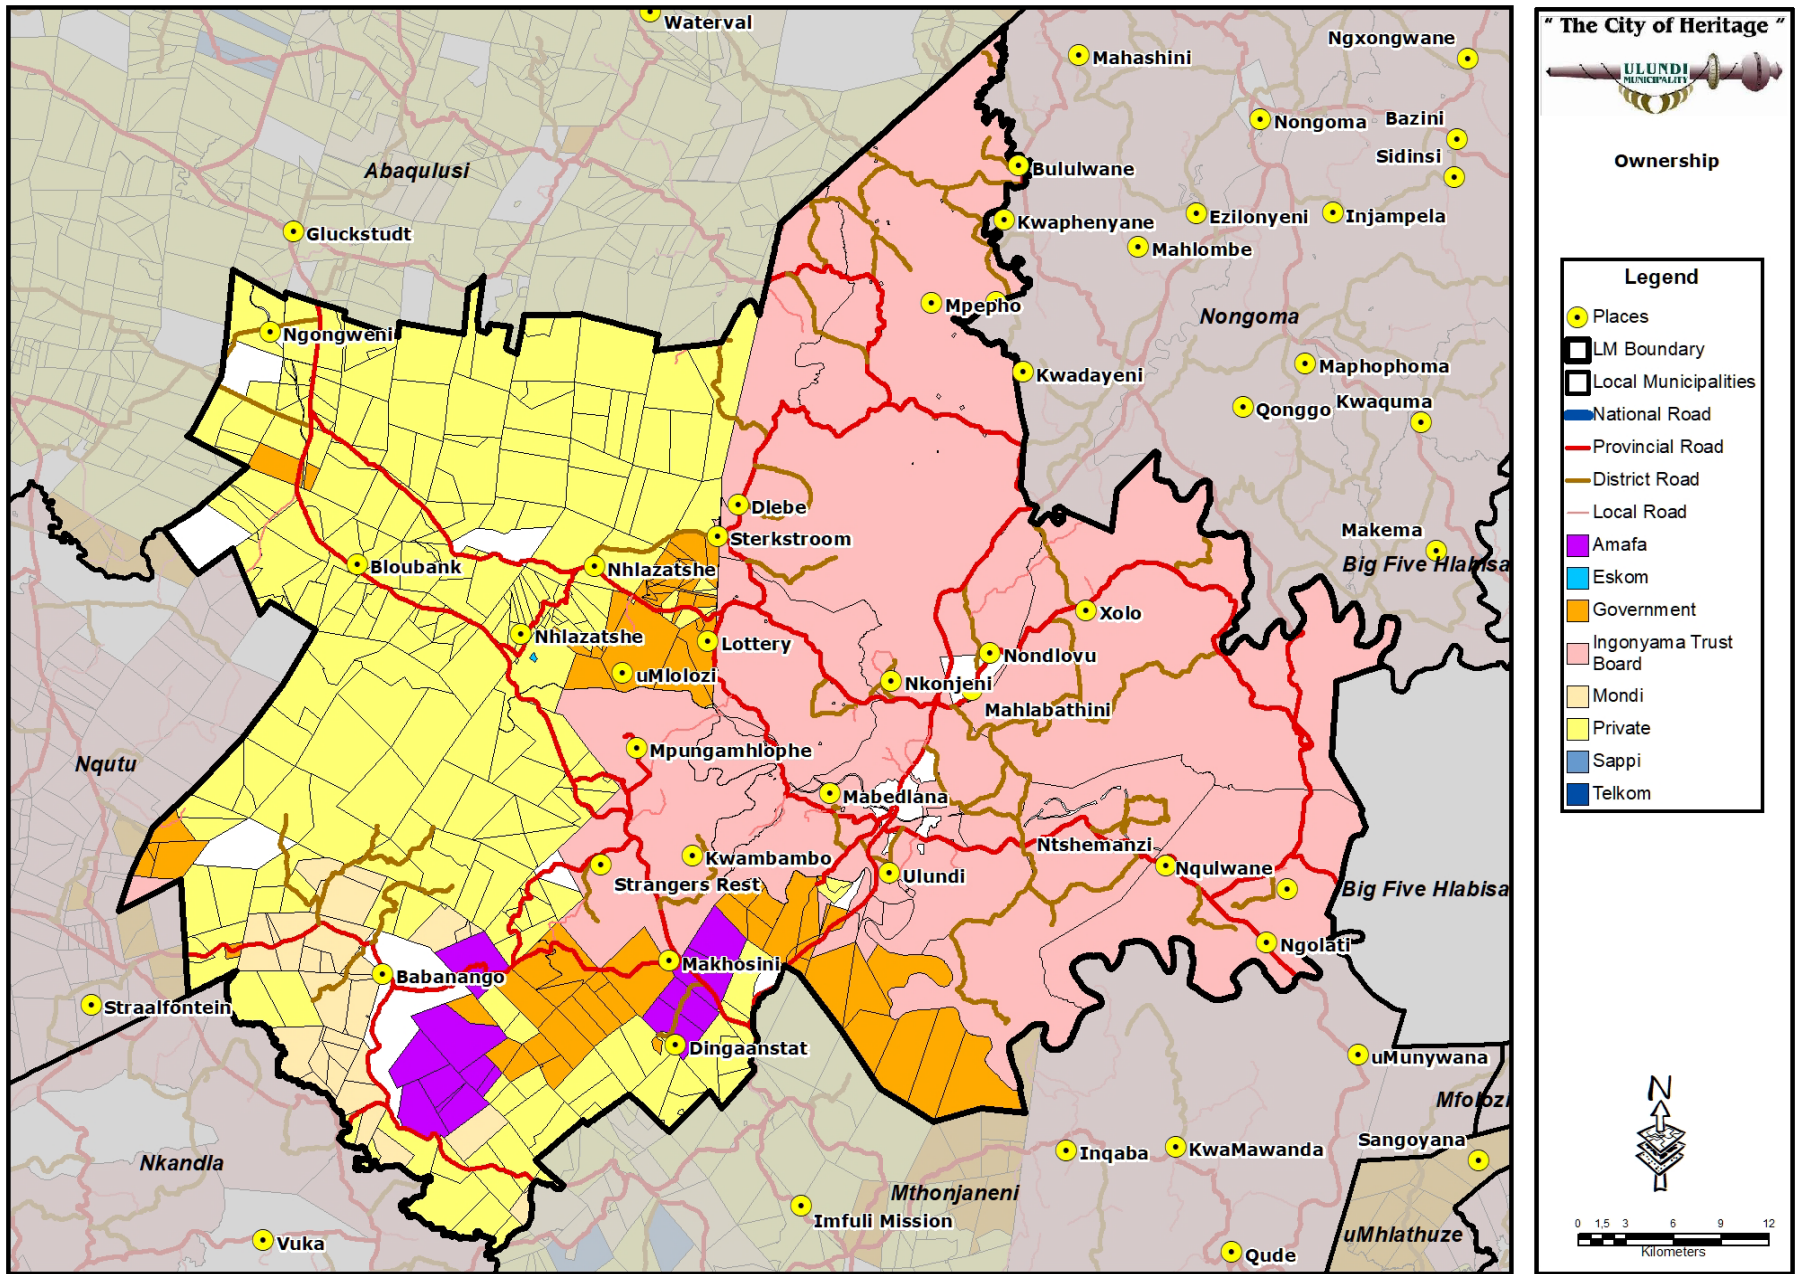 Waterval
Mahashini
Ngxongwane
Nongoma
Bazini
Sidinsi
Abaqulusi
Bululwane
Gluckstudt
Kwaphenyane
Ezilonyeni
Injampela
Mahlombe
Mpepho
Nongoma
Ngongweni
Kwadayeni
Maphophoma
Qonggo
Kwaquma
Dlebe
Sterkstroom
Makema
Big Five Hlabisa
Bloubank
Nhlazatshe
Xolo
Nhlazatshe
Lottery
Nondlovu
uMlolozi
Nkonjeni
Mahlabathini
Mpungamhlophe
Nqutu
Mabedlana
Kwambambo
Ntshemanzi
Strangers Rest
Ulundi
Nqulwane
Big Five Hlabisa
Ngolati
Makhosini
Babanango
Straalfontein
Dingaanstat
uMunywana
Mfolozi
Sangoyana
Inqaba
KwaMawanda
Nkandla
Mthonjaneni
Imfuli Mission
uMhlathuze
Vuka
Qude
" The City of Heritage "
ULUNDI
MUNICIPALITY
Ownership
Legend
Places
LM Boundary
Local Municipalities
National Road
Provincial Road
District Road
Local Road
Amafa
Eskom
Government
Ingonyama Trust
Board
Mondi
Private
Sappi
Telkom
N
0 1,5 3 6 9 12
Kilometers